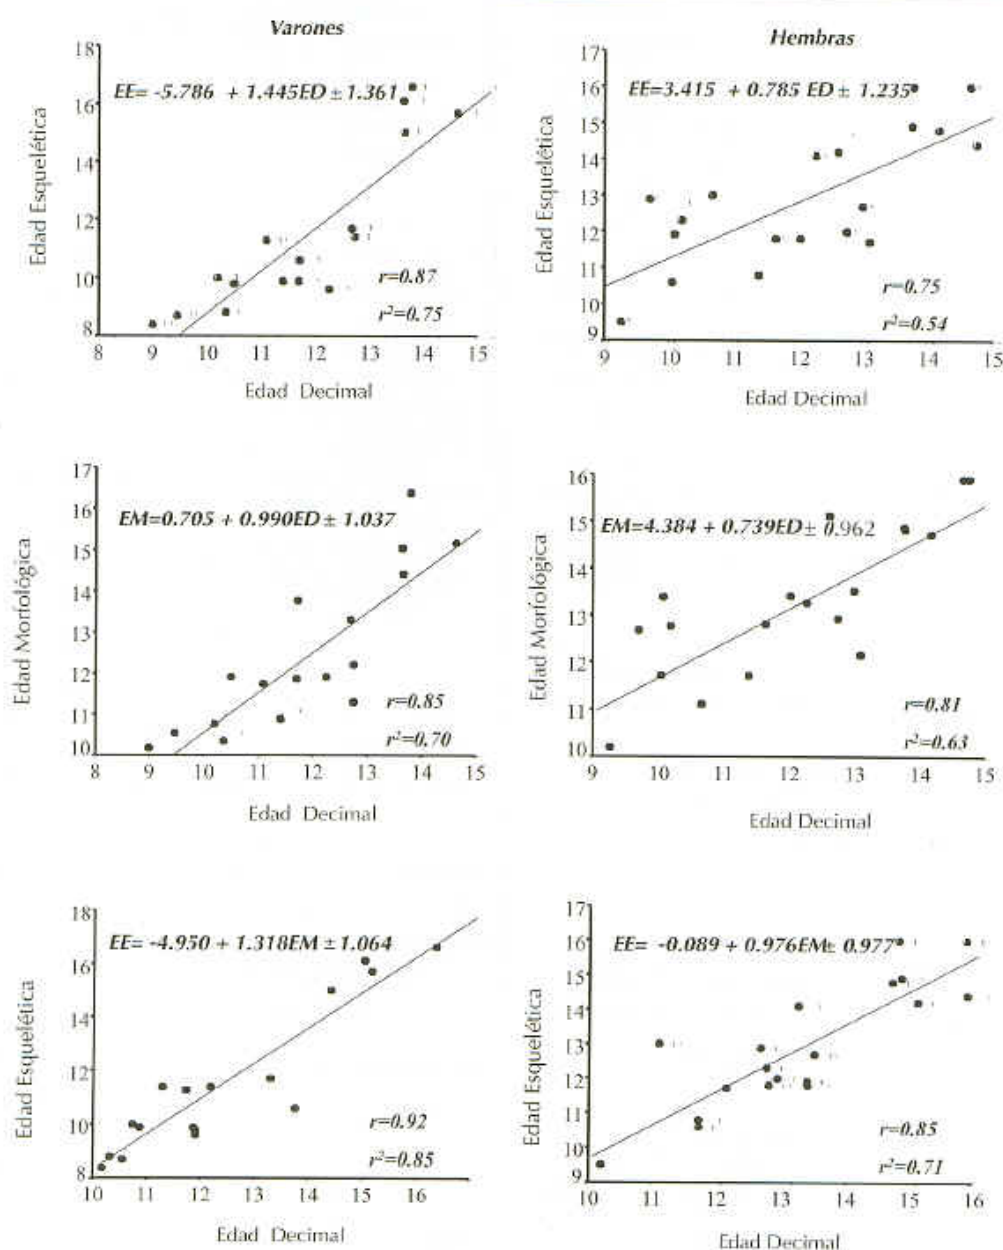 Varones
18
EE= -5.786 + 1.445ED ± 1.361
16
14
12
10
8
Edad Esquelética
r=0.87
r²=0.75
8 9 10 11 12 13 14 15
Edad Decimal
Hembras
17
EE=3.415 + 0.785 ED ± 1.235
16
15
14
13
12
11
10
9
Edad Esquelética
r=0.75
r²=0.54
9 10 11 12 13 14 15
Edad Decimal
17
16
EM=0.705 + 0.990ED ± 1.037
15
14
13
12
11
10
Edad Morfológica
r=0.85
r²=0.70
8 9 10 11 12 13 14 15
Edad Decimal
16
EM=4.384 + 0.739ED ± 0.962
15
14
13
12
11
10
Edad Morfológica
r=0.81
r²=0.63
9 10 11 12 13 14 15
Edad Decimal
18
EE= -4.950 + 1.318EM ± 1.064
16
14
12
10
8
Edad Esquelética
r=0.92
r²=0.85
10 11 12 13 14 15 16
Edad Decimal
17
EE= -0.089 + 0.976EM ± 0.977
16
15
14
13
12
11
10
9
Edad Esquelética
r=0.85
r²=0.71
10 11 12 13 14 15 16
Edad Decimal